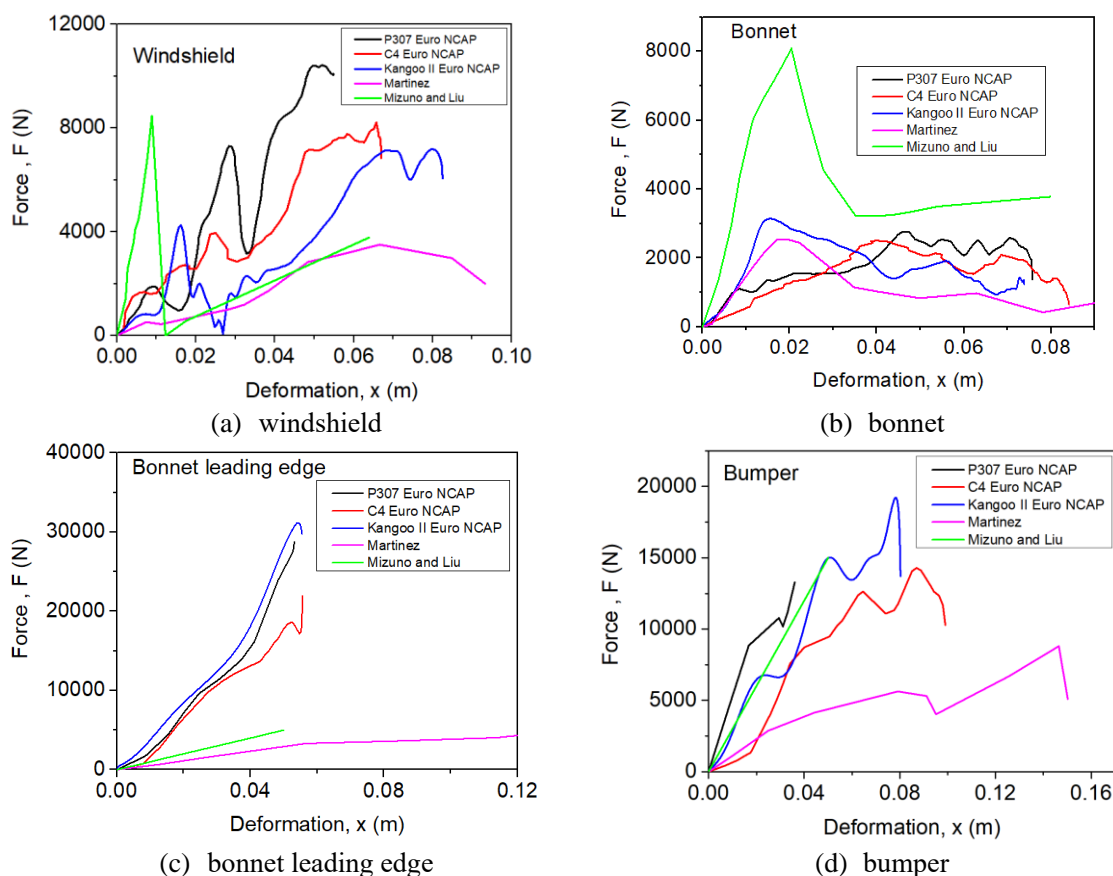 Windshield
P307 Euro NCAP
C4 Euro NCAP
Kangoo II Euro NCAP
Martinez
Mizuno and Liu
12000
8000
4000
0
Force , F (N)
0.00 0.02 0.04 0.06 0.08 0.10
Deformation, x (m)
(a) windshield
Bonnet
P307 Euro NCAP
C4 Euro NCAP
Kangoo II Euro NCAP
Martinez
Mizuno and Liu
8000
6000
4000
2000
0
Force , F (N)
0.00 0.02 0.04 0.06 0.08
Deformation, x (m)
(b) bonnet
Bonnet leading edge
P307 Euro NCAP
C4 Euro NCAP
Kangoo II Euro NCAP
Martinez
Mizuno and Liu
40000
30000
20000
10000
0
Force , F (N)
0.00 0.04 0.08 0.12
Deformation, x (m)
(c) bonnet leading edge
Bumper
P307 Euro NCAP
C4 Euro NCAP
Kangoo II Euro NCAP
Martinez
Mizuno and Liu
20000
15000
10000
5000
0
Force , F (N)
0.00 0.04 0.08 0.12 0.16
Deformation, x (m)
(d) bumper